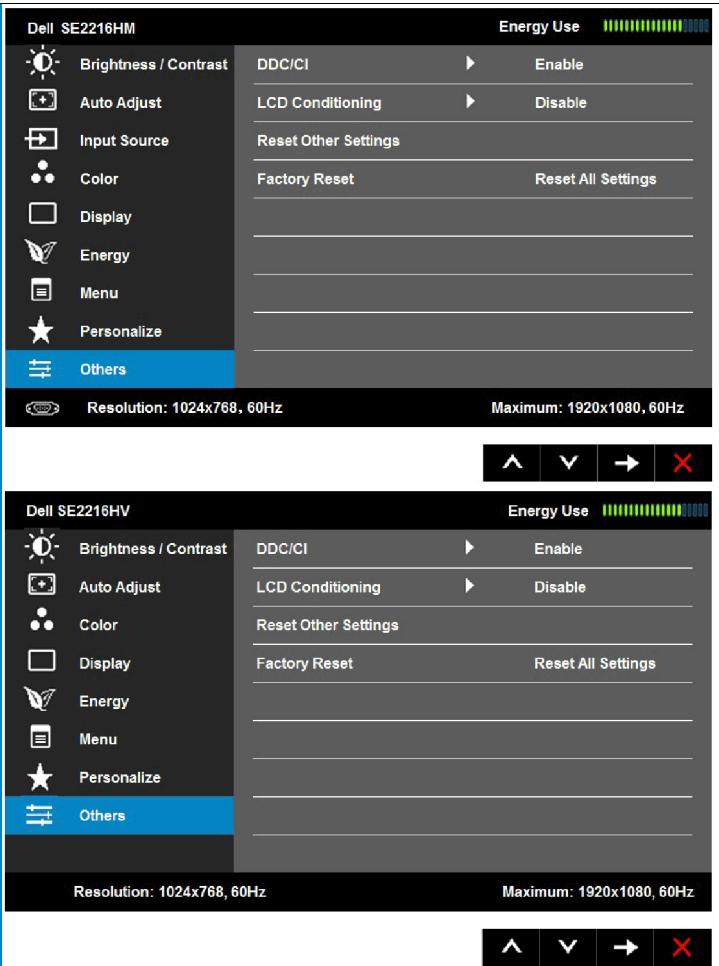 Dell SE2216HM Energy Use
Brightness / Contrast DDC/CI Enable
Auto Adjust LCD Conditioning Disable
Input Source Reset Other Settings
Color Factory Reset Reset All Settings
Display
Energy
Menu
Personalize
Others
Resolution: 1024x768, 60Hz Maximum: 1920x1080, 60Hz
Dell SE2216HV Energy Use
Brightness / Contrast DDC/CI Enable
Auto Adjust LCD Conditioning Disable
Color Reset Other Settings
Display Factory Reset Reset All Settings
Energy
Menu
Personalize
Others
Resolution: 1024x768, 60Hz Maximum: 1920x1080, 60Hz